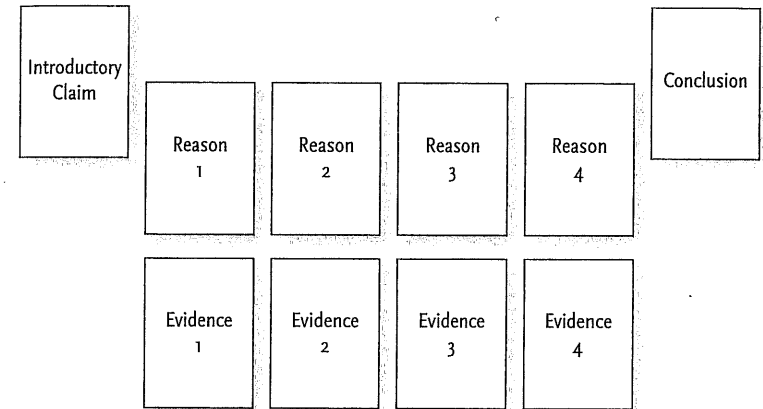 Introductory
Claim
Conclusion
Reason
1
Reason
2
Reason
3
Reason
4
Evidence
1
Evidence
2
Evidence
3
Evidence
4